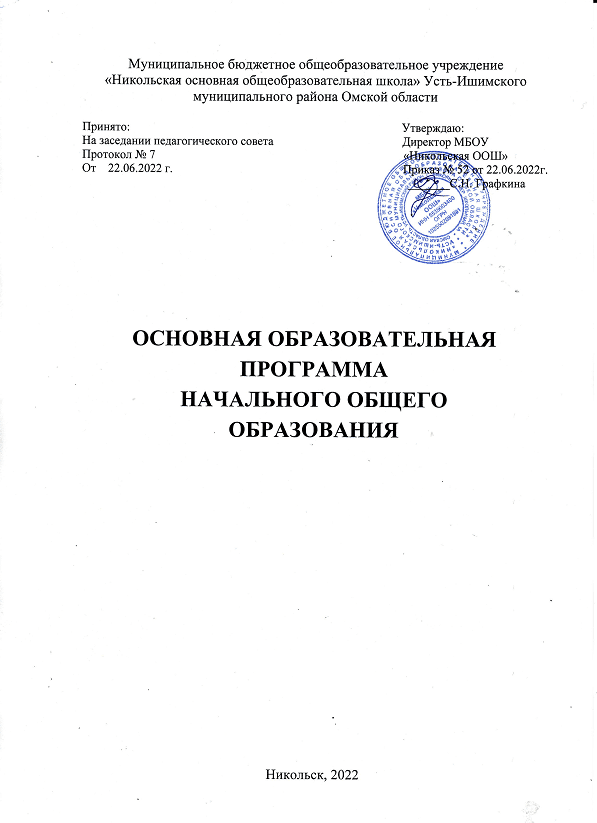 Муниципальное бюджетное общеобразовательное учреждение
«Никольская основная общеобразовательная школа» Усть-Ишимского
муниципального района Омской области
Принято:
На заседании педагогического совета
Протокол № 7
От 22.06.2022 г.
Утверждаю:
Директор МБОУ
«Никольская ООШ»
Приказ № 52 от 22.06.2022г.
С.Н. Графкина
ОСНОВНАЯ ОБРАЗОВАТЕЛЬНАЯ
ПРОГРАММА
НАЧАЛЬНОГО ОБЩЕГО
ОБРАЗОВАНИЯ
Никольск, 2022